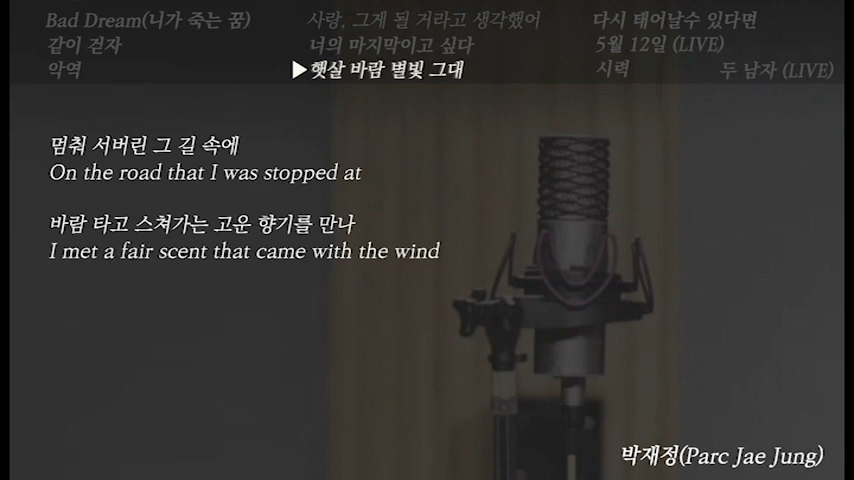 Bad Dream(니가 죽는 꿈)
같이 걷자
악역
사랑, 그게 될 거라고 생각했어
너의 마지막이고 싶다
▶햇살 바람 별빛 그대
다시 태어날수 있다면
5월 12일 (LIVE)
시력
두 남자 (LIVE)
멈춰 서버린 그 길 속에
On the road that I was stopped at
바람 타고 스쳐가는 고운 향기를 만나
I met a fair scent that came with the wind
박재정(Parc Jae Jung)